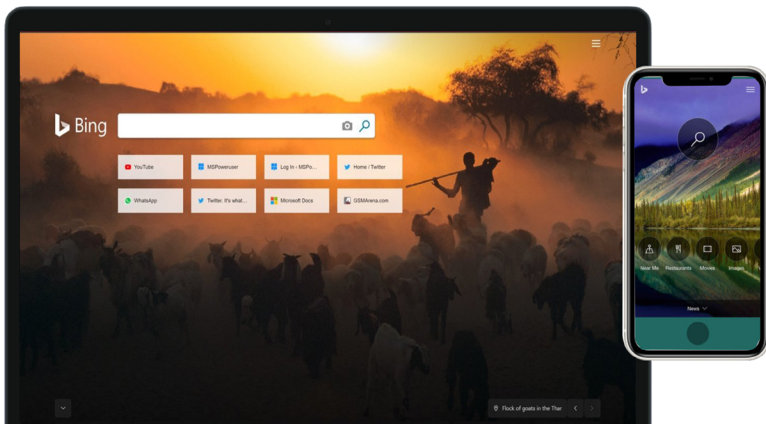 Bing
YouTube
MSPoweruser
Log In ‹ MSPo...
Home / Twitter
WhatsApp
Twitter. It's what...
Microsoft Docs
GSMArena.com
Flock of goats in the Thar
Near Me
Restaurants
Movies
Images
News